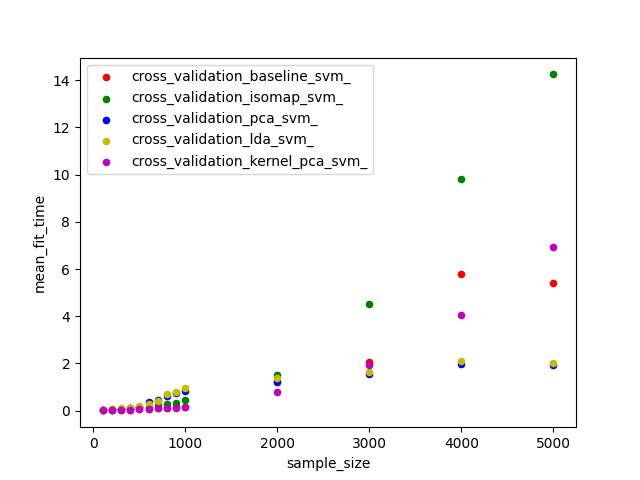 cross_validation_baseline_svm_
cross_validation_isomap_svm_
cross_validation_pca_svm_
cross_validation_lda_svm_
cross_validation_kernel_pca_svm_
mean_fit_time
14
12
10
8
6
4
2
0
0 1000 2000 3000 4000 5000
sample_size